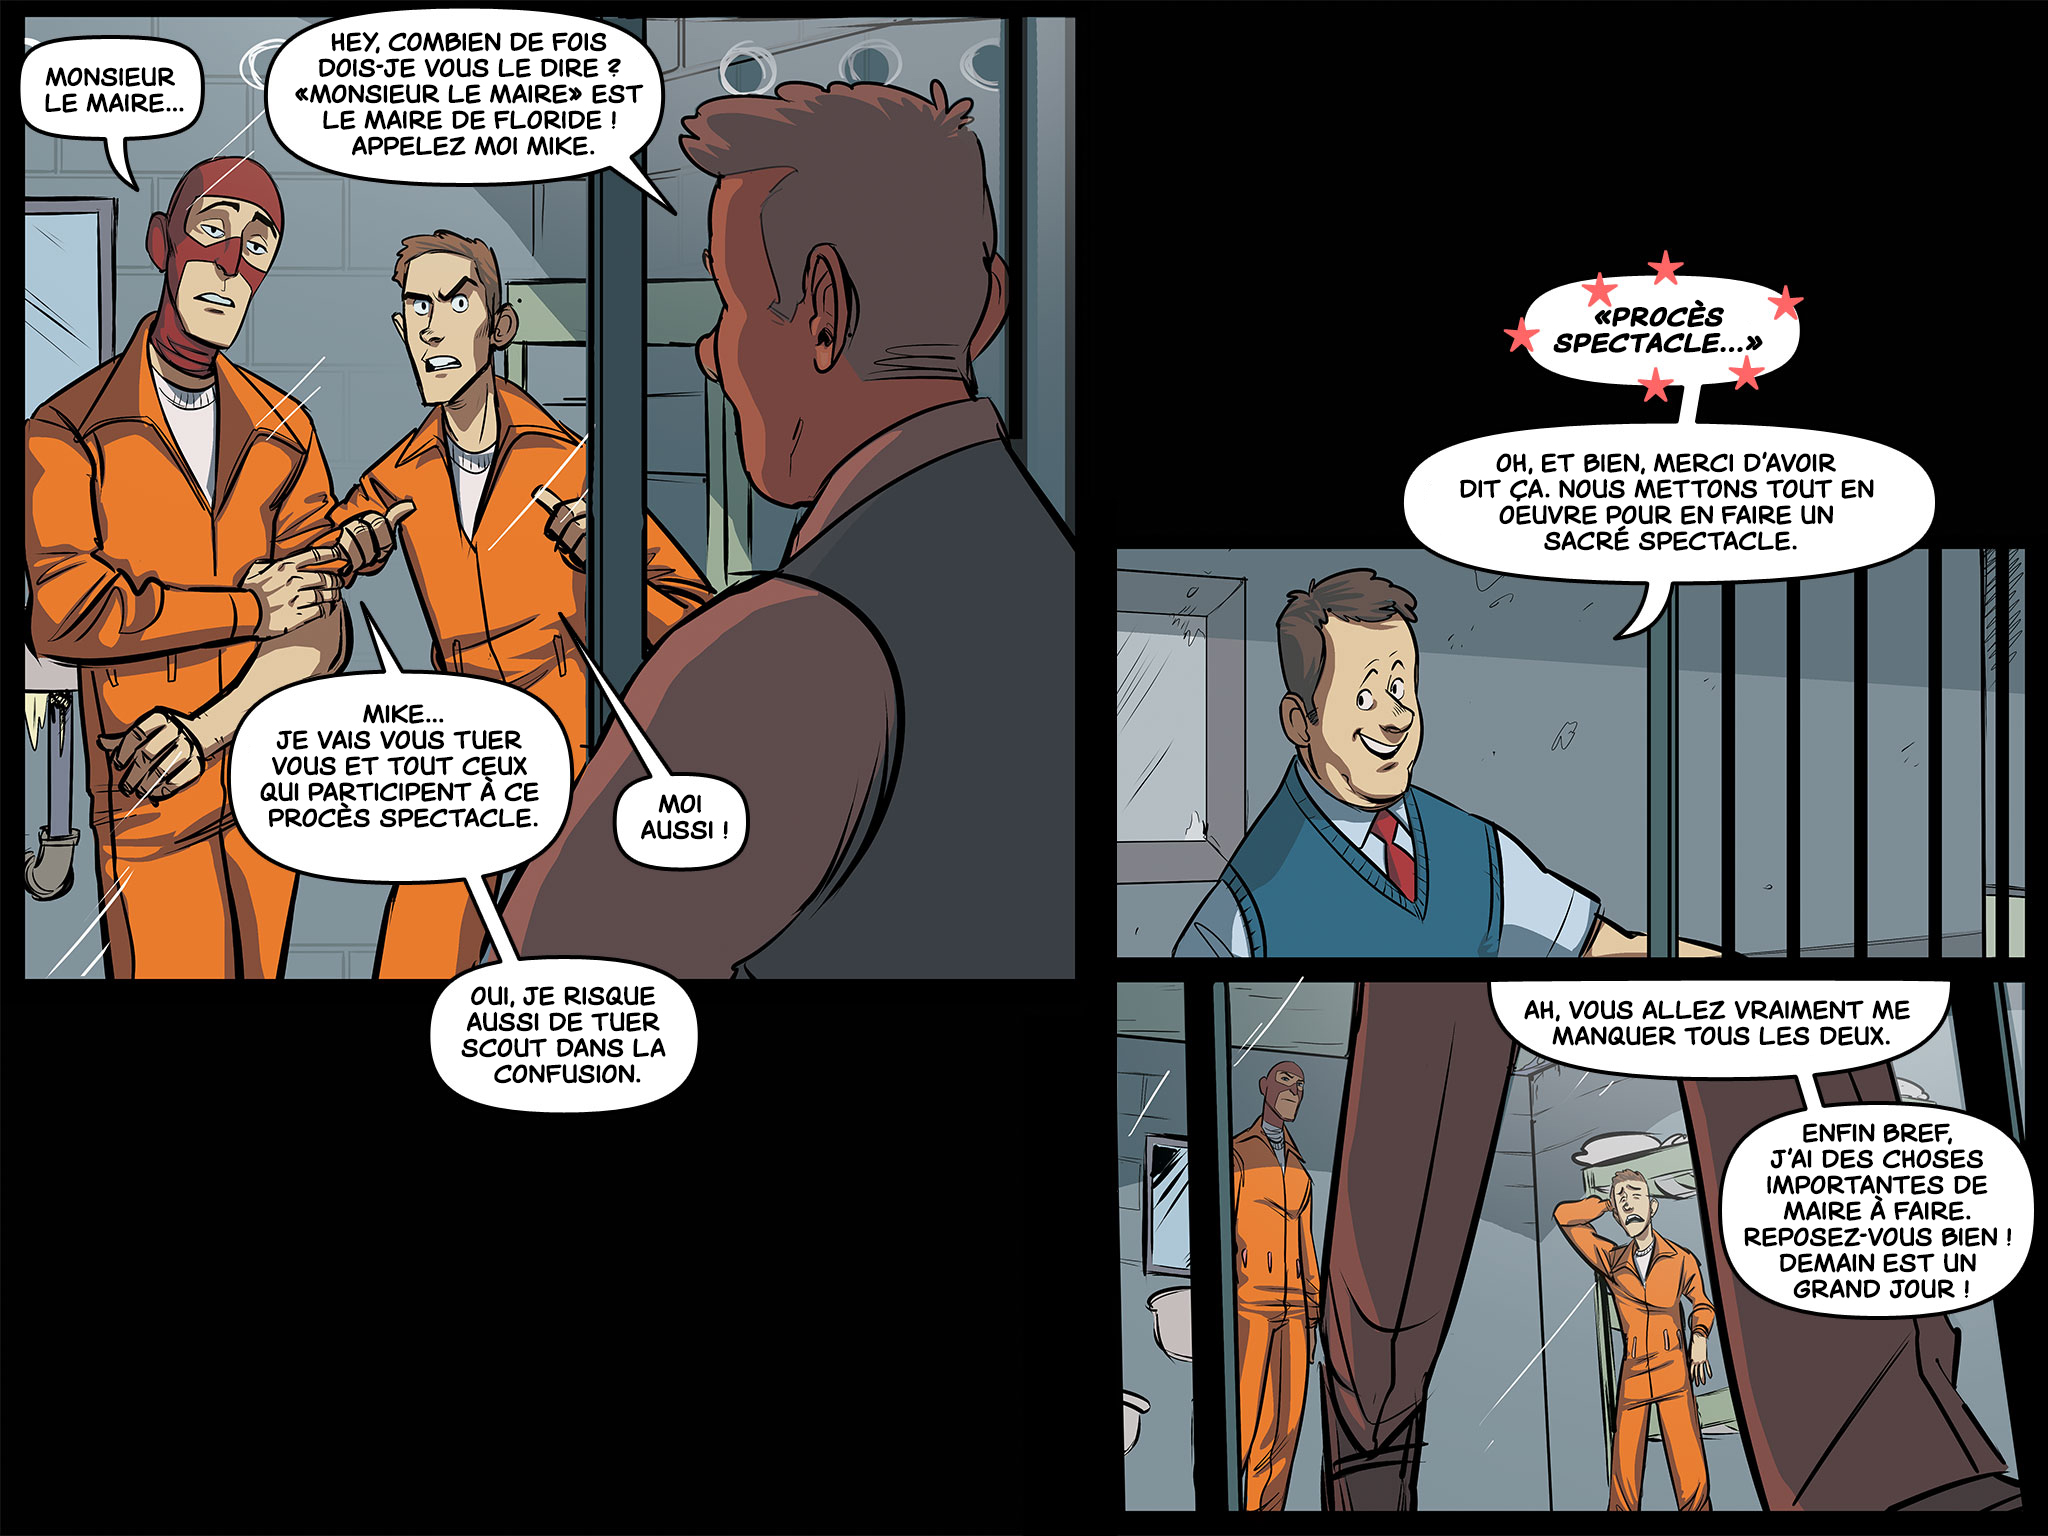 MONSIEUR
LE MAIRE...
HEY, COMBIEN DE FOIS
DOIS-JE VOUS LE DIRE ?
«MONSIEUR LE MAIRE» EST
LE MAIRE DE FLORIDE !
APPELEZ MOI MIKE.
MIKE...
JE VAIS VOUS TUER
VOUS ET TOUT CEUX
QUI PARTICIPENT À CE
PROCÈS SPECTACLE.
MOI
AUSSI !
OUI, JE RISQUE
AUSSI DE TUER
SCOUT DANS LA
CONFUSION.
«PROCÈS
SPECTACLE...»
OH, ET BIEN, MERCI D'AVOIR
DIT ÇA. NOUS METTONS TOUT EN
OEUVRE POUR EN FAIRE UN
SACRÉ SPECTACLE.
AH, VOUS ALLEZ VRAIMENT ME
MANQUER TOUS LES DEUX.
ENFIN BREF,
J'AI DES CHOSES
IMPORTANTES DE
MAIRE À FAIRE.
REPOSEZ-VOUS BIEN !
DEMAIN EST UN
GRAND JOUR !